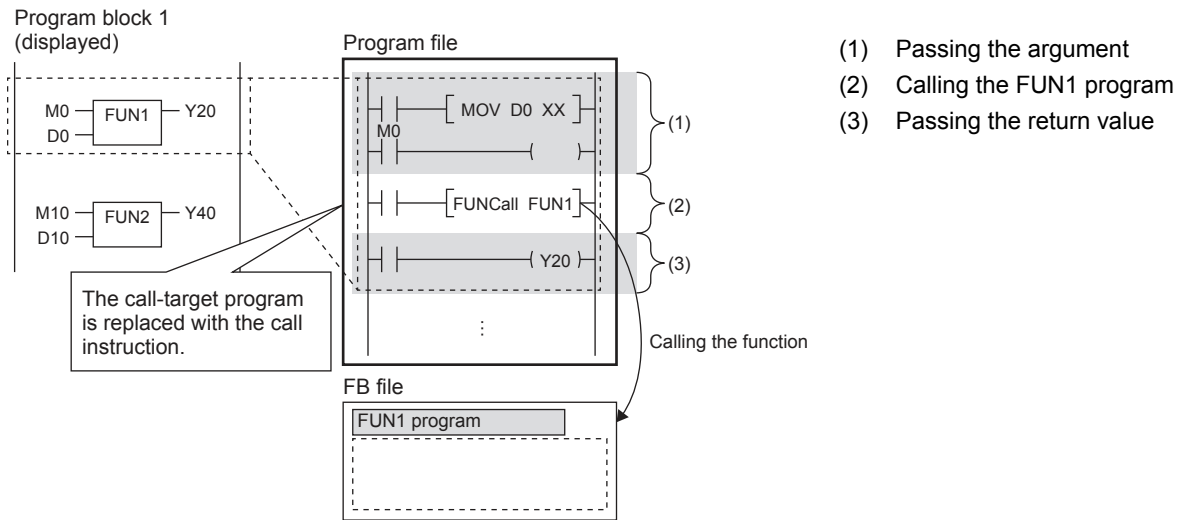 Program block 1
(displayed)
M0
D0
FUN1
Y20
M10
D10
FUN2
Y40
The call-target program
is replaced with the call
instruction.
Program file
MOV D0 XX
M0
(1)
FUNCall FUN1
(2)
Y20
(3)
Calling the function
FB file
FUN1 program
(1) Passing the argument
(2) Calling the FUN1 program
(3) Passing the return value